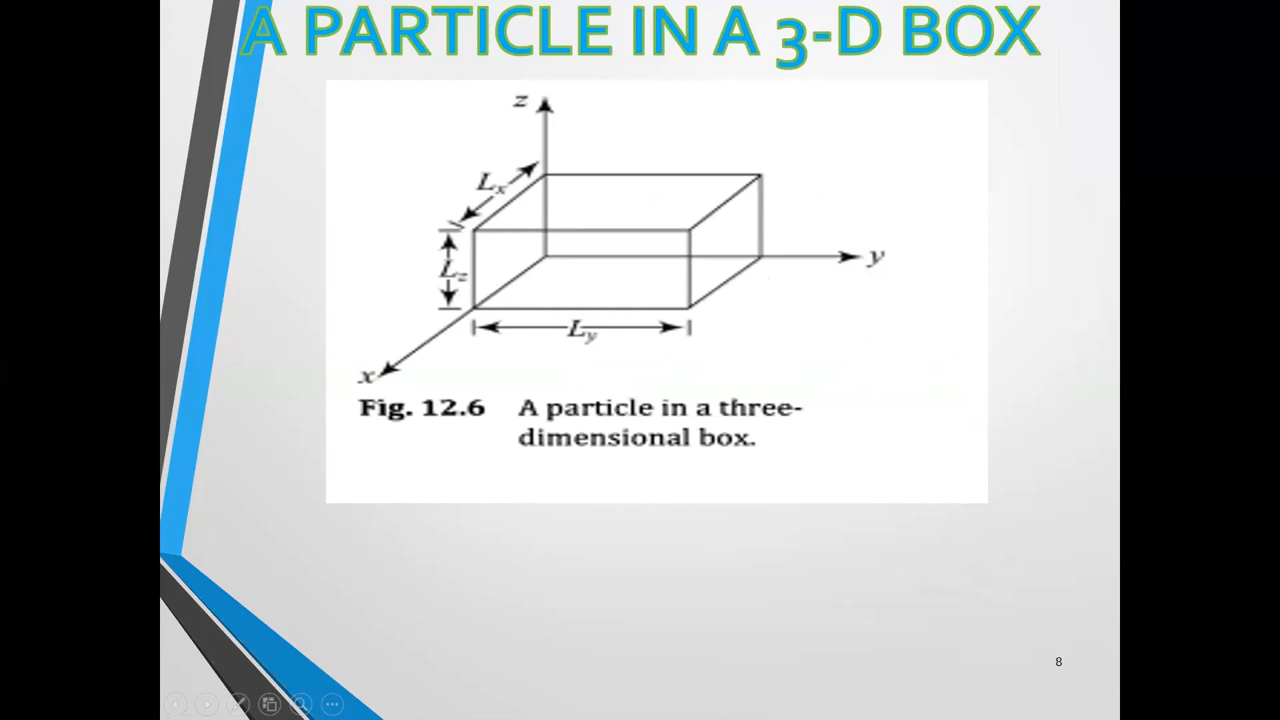 A PARTICLE IN A 3-D BOX
z
Lx
Lz
y
Ly
x
Fig. 12.6 A particle in a three-
dimensional box.
8